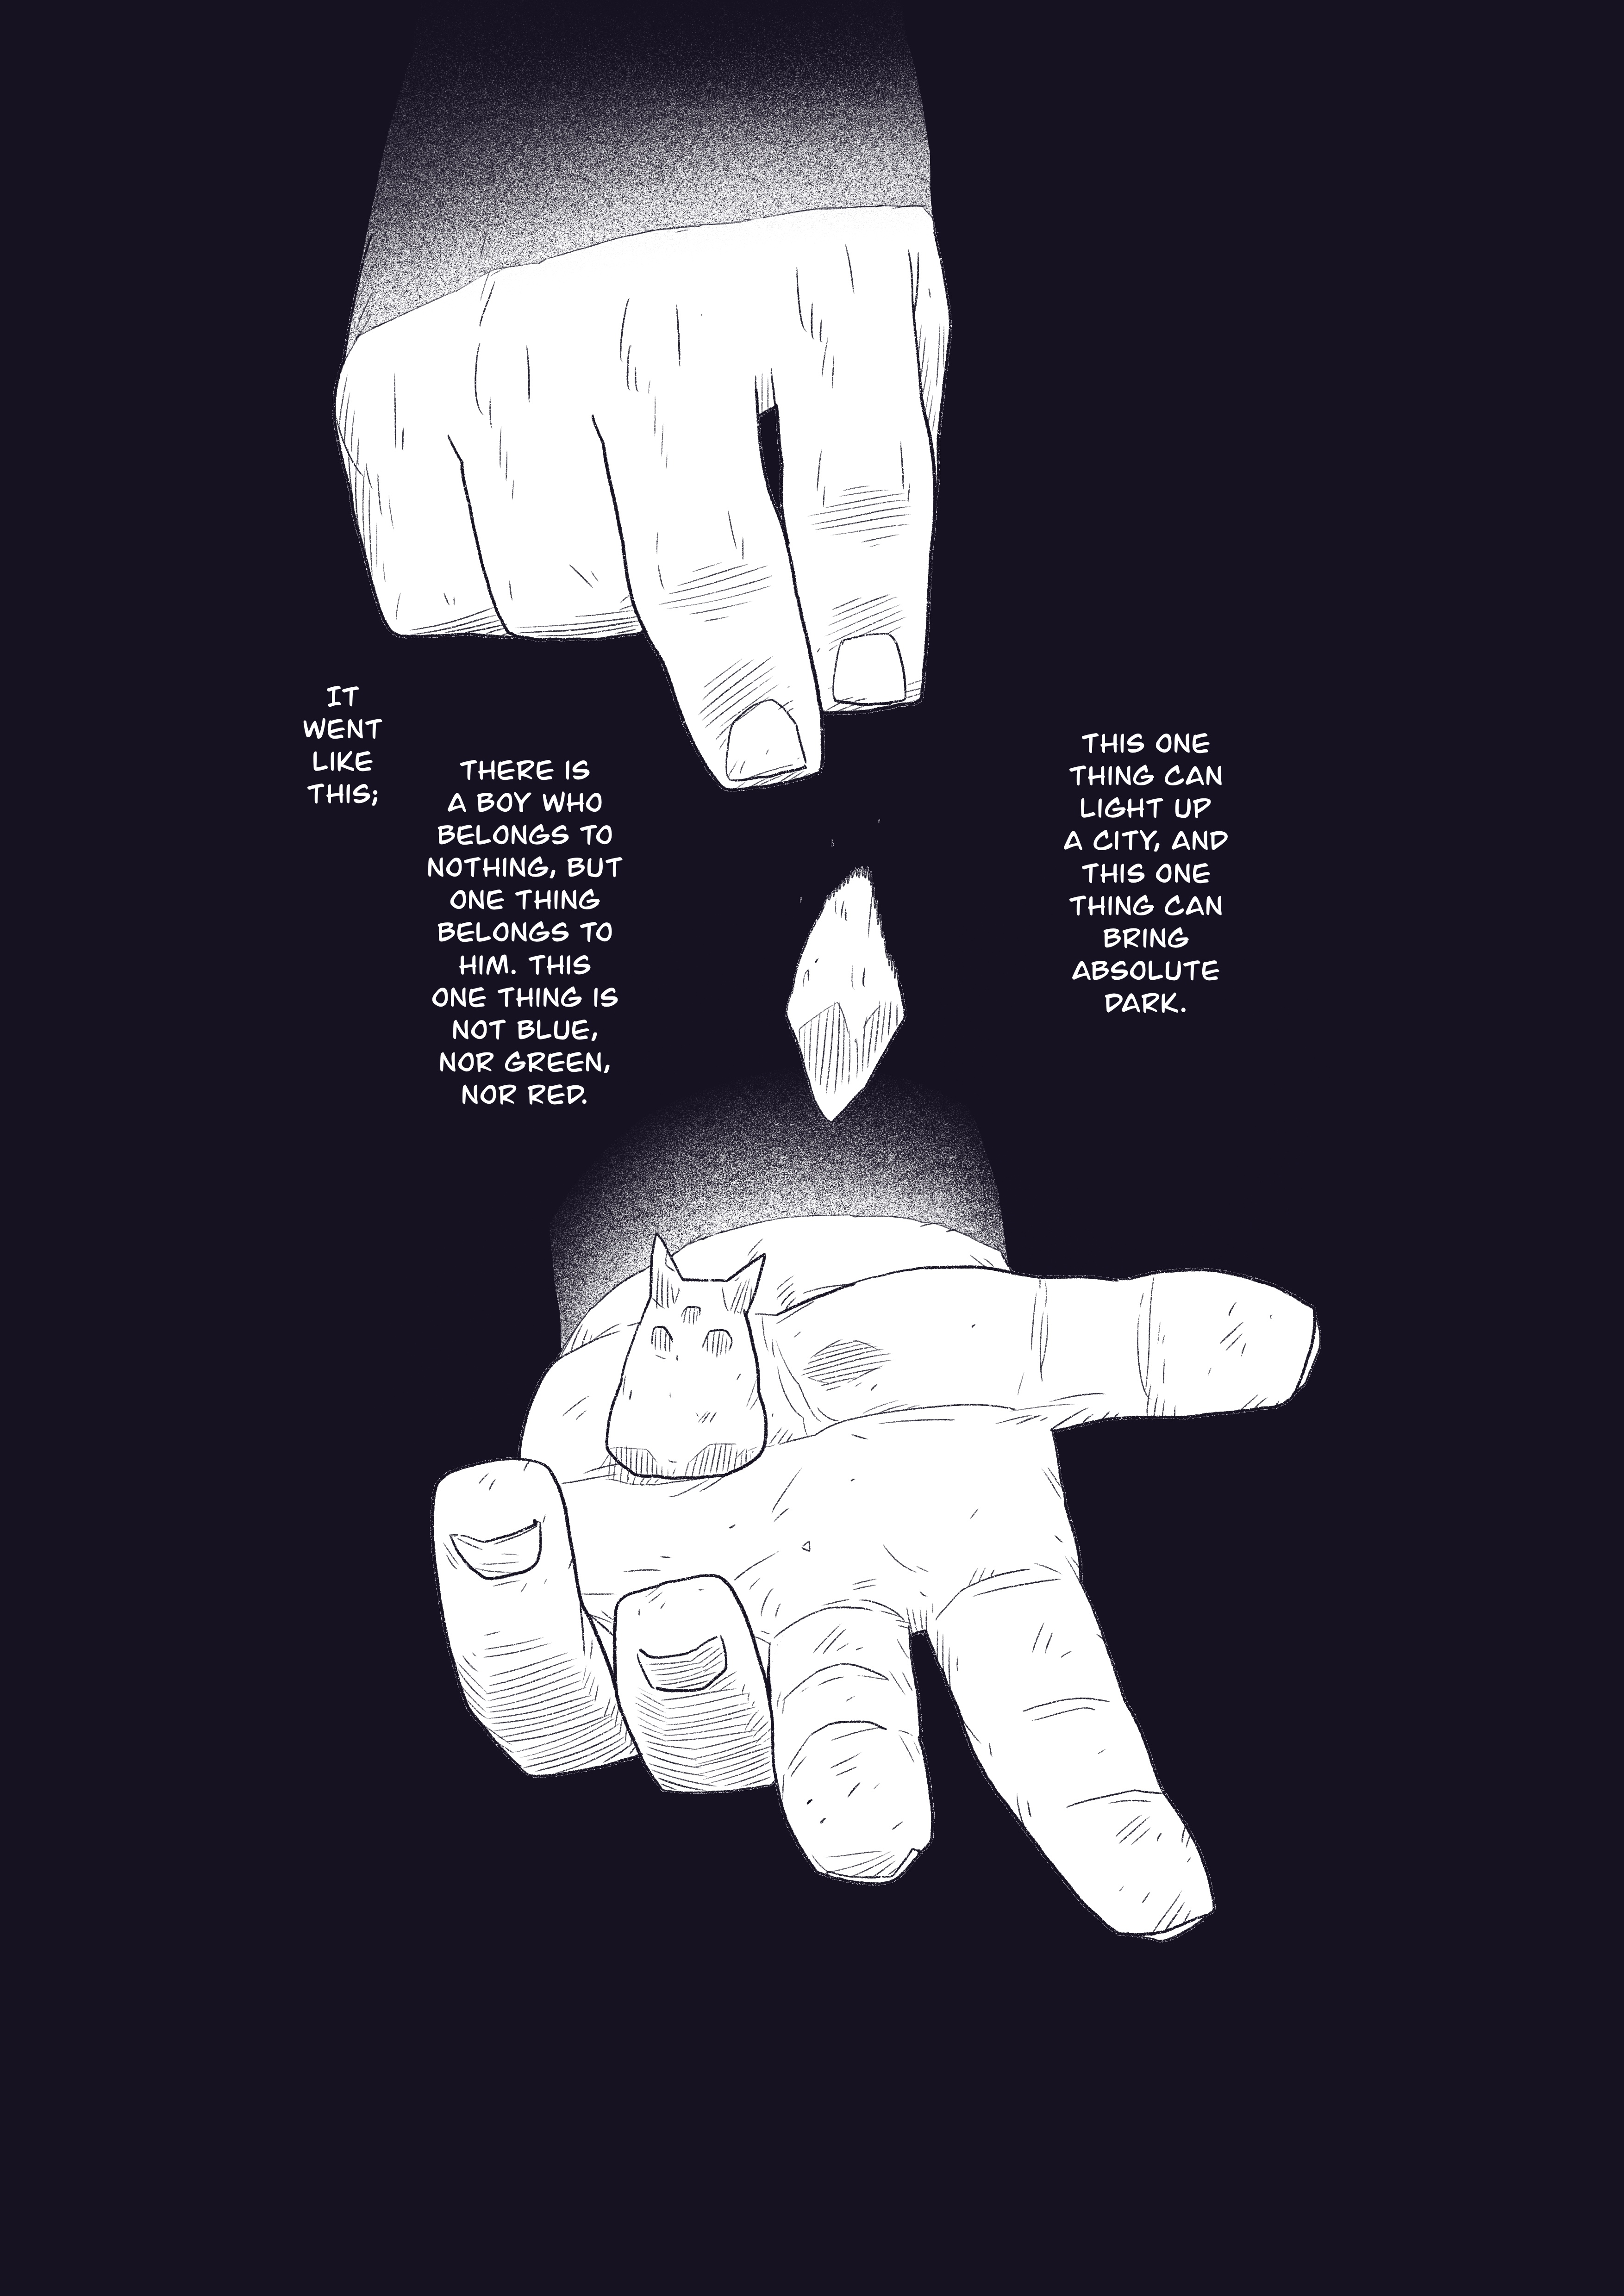 IT
WENT
LIKE
THIS;
THERE IS
A BOY WHO
BELONGS TO
NOTHING, BUT
ONE THING
BELONGS TO
HIM. THIS
ONE THING IS
NOT BLUE,
NOR GREEN,
NOR RED.
THIS ONE
THING CAN
LIGHT UP
A CITY, AND
THIS ONE
THING CAN
BRING
ABSOLUTE
DARK.